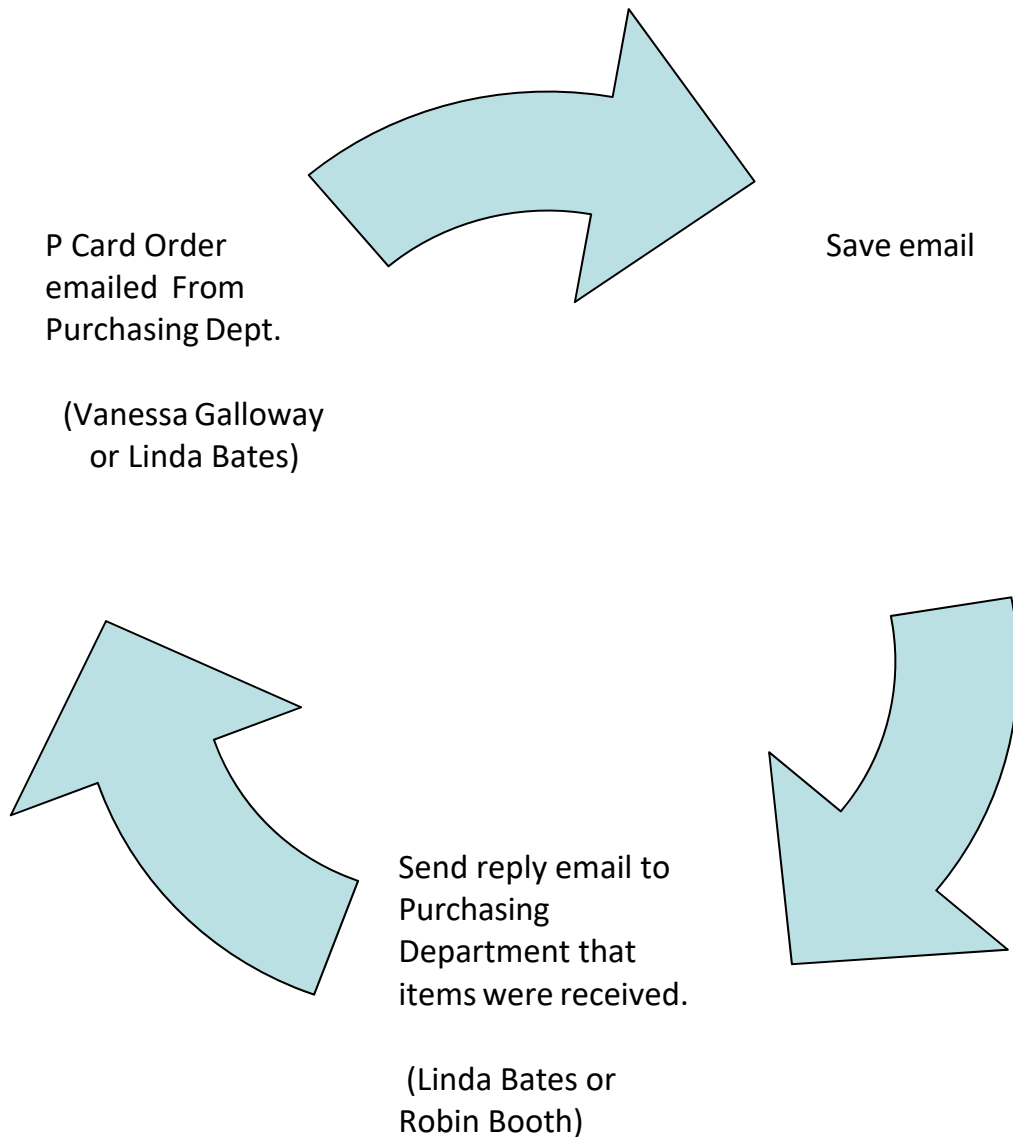 P Card Order
emailed  From
Purchasing Dept.
(Vanessa Galloway
or Linda Bates)
Save email
Send reply email to
Purchasing
Department that
items were received.
(Linda Bates or
Robin Booth)